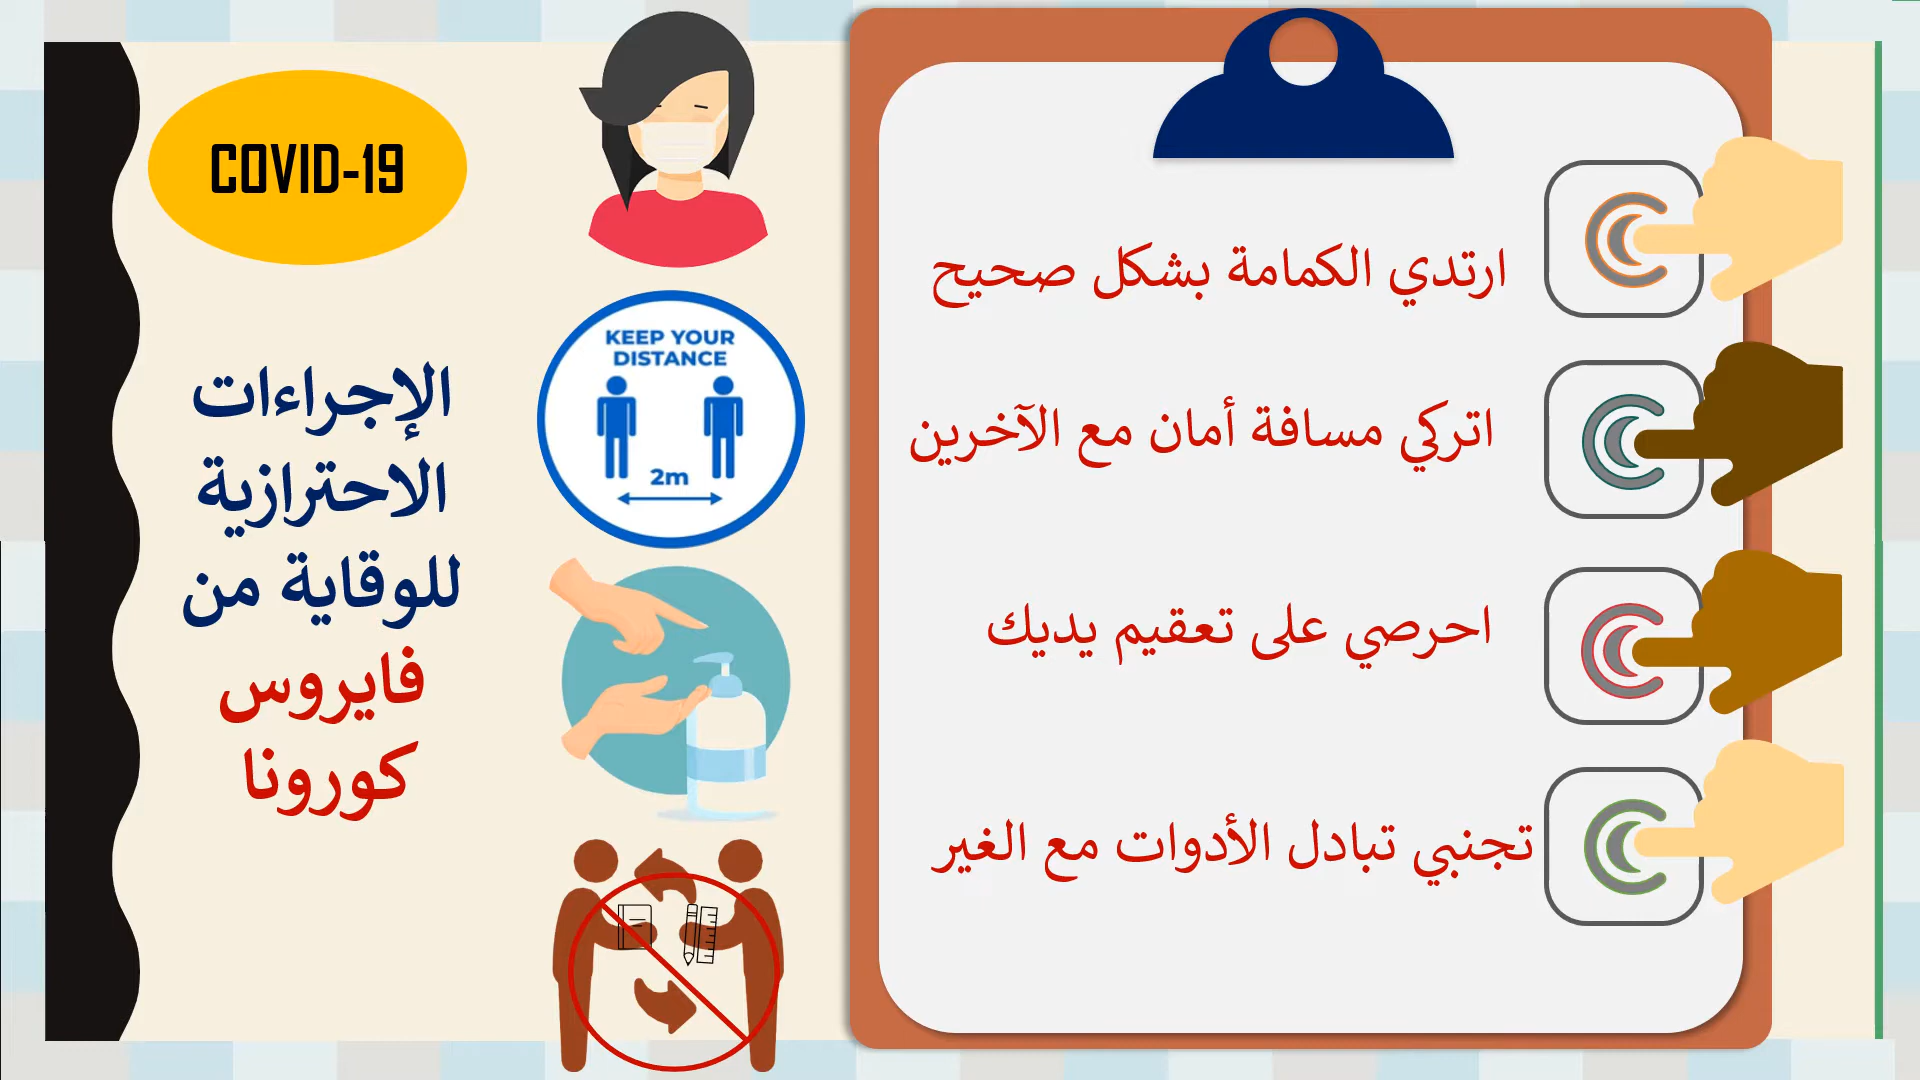 COVID-19
الإجراءات
الاحترازية
للوقاية من
فايروس
كورونا
KEEP YOUR
DISTANCE
2m
ارتدي الكمامة بشكل صحيح
اتركي مسافة أمان مع الآخرين
احرصي على تعقيم يديك
تجنبي تبادل الأدوات مع الغير